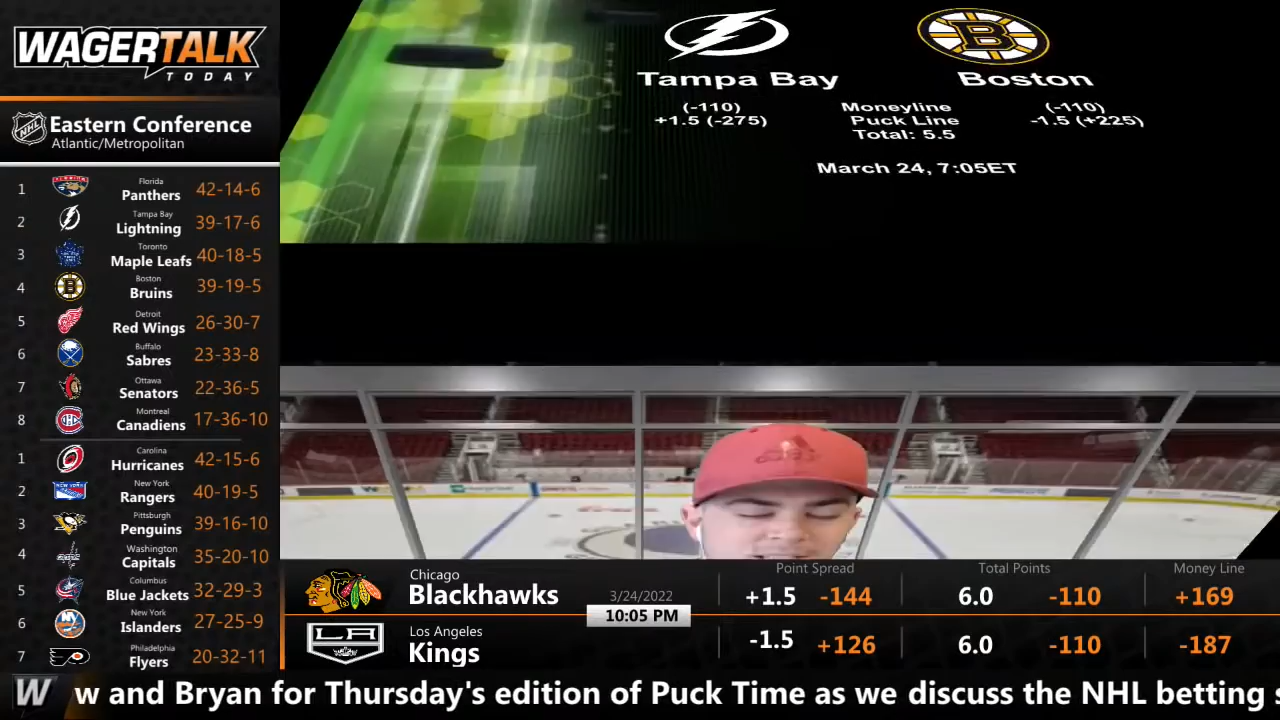 WAGERTALK
TODAY
NHL
Eastern Conference
Atlantic/Metropolitan
1 Florida Panthers 42-14-6
2 Tampa Bay Lightning 39-17-6
3 Toronto Maple Leafs 40-18-5
4 Boston Bruins 39-19-5
5 Detroit Red Wings 26-30-7
6 Buffalo Sabres 23-33-8
7 Ottawa Senators 22-36-5
8 Montreal Canadiens 17-36-10
1 Carolina Hurricanes 42-15-6
2 New York Rangers 40-19-5
3 Pittsburgh Penguins 39-16-10
4 Washington Capitals 35-20-10
5 Columbus Blue Jackets 32-29-3
6 New York Islanders 27-25-9
7 Philadelphia Flyers 20-32-11
B
Tampa Bay Boston
(-110) Moneyline (-110)
+1.5 (-275) Puck Line -1.5 (+225)
Total: 5.5
March 24, 7:05ET
Point Spread Total Points Money Line
Chicago
Blackhawks 3/24/2022 +1.5 -144 6.0 -110 +169
10:05 PM
LA
Los Angeles
Kings -1.5 +126 6.0 -110 -187
W w and Bryan for Thursday's edition of Puck Time as we discuss the NHL betting s